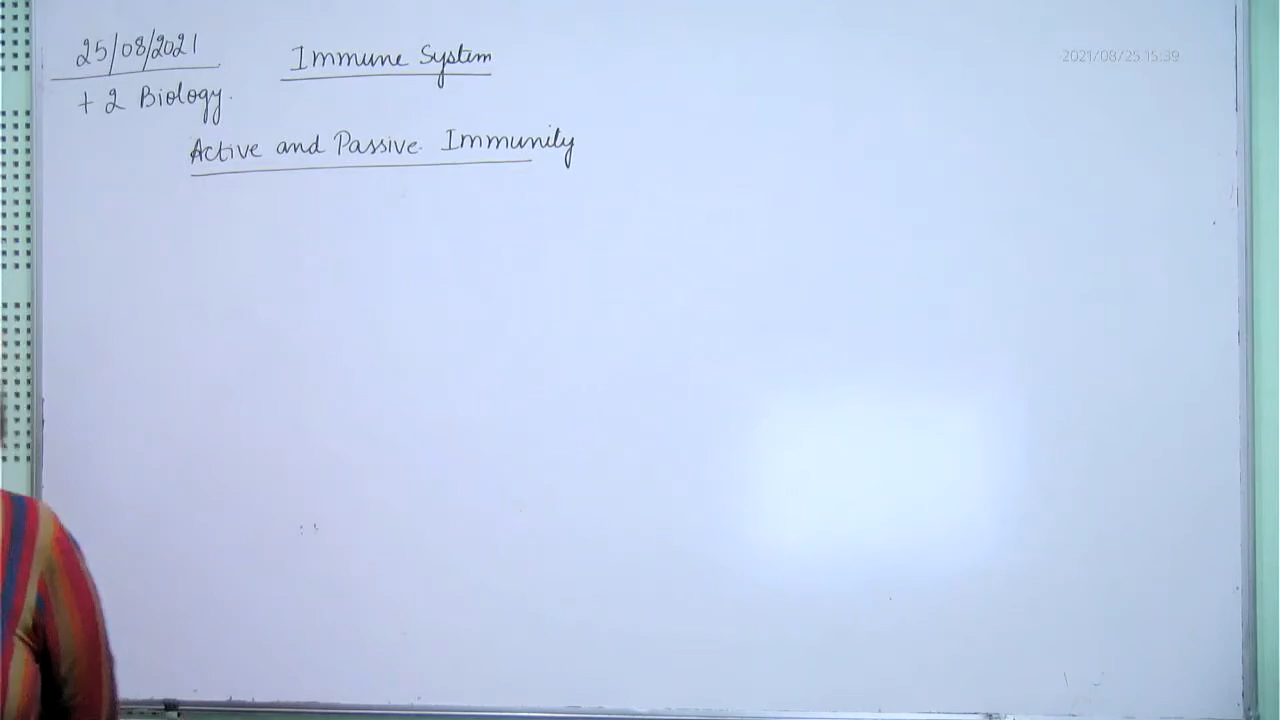 25/08/2021
Immune System
2021/08/25 15:39
+ 2 Biology.
Active and Passive. Immunity